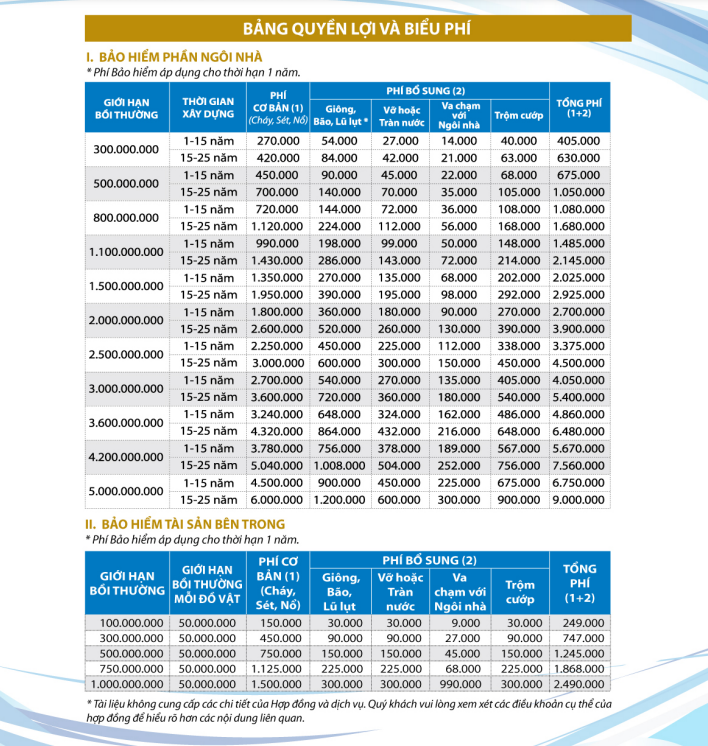 BẢNG QUYỀN LỢI VÀ BIỂU PHÍ
I. BẢO HIỂM PHẦN NGÔI NHÀ
* Phí Bảo hiểm áp dụng cho thời hạn 1 năm.
GIỚI HẠN BỒI THƯỜNG THỜI GIAN XÂY DỰNG PHÍ CƠ BẢN (1) (Cháy, Sét, Nổ) PHÍ BỔ SUNG (2) TỔNG PHÍ (1+2)
Giông, Bão, Lũ lụt * Vỡ hoặc Tràn nước Va chạm với Ngôi nhà Trộm cướp
300.000.000 1-15 năm 270.000 54.000 27.000 14.000 40.000 405.000
15-25 năm 420.000 84.000 42.000 21.000 63.000 630.000
500.000.000 1-15 năm 450.000 90.000 45.000 22.000 68.000 675.000
15-25 năm 700.000 140.000 70.000 35.000 105.000 1.050.000
800.000.000 1-15 năm 720.000 144.000 72.000 36.000 108.000 1.080.000
15-25 năm 1.120.000 224.000 112.000 56.000 168.000 1.680.000
1.100.000.000 1-15 năm 990.000 198.000 99.000 50.000 148.000 1.485.000
15-25 năm 1.430.000 286.000 143.000 72.000 214.000 2.145.000
1.500.000.000 1-15 năm 1.350.000 270.000 135.000 68.000 202.000 2.025.000
15-25 năm 1.950.000 390.000 195.000 98.000 292.000 2.925.000
2.000.000.000 1-15 năm 1.800.000 360.000 180.000 90.000 270.000 2.700.000
15-25 năm 2.600.000 520.000 260.000 130.000 390.000 3.900.000
2.500.000.000 1-15 năm 2.250.000 450.000 225.000 112.000 338.000 3.375.000
15-25 năm 3.000.000 600.000 300.000 150.000 450.000 4.500.000
3.000.000.000 1-15 năm 2.700.000 540.000 270.000 135.000 405.000 4.050.000
15-25 năm 3.600.000 720.000 360.000 180.000 540.000 5.400.000
3.600.000.000 1-15 năm 3.240.000 648.000 324.000 162.000 486.000 4.860.000
15-25 năm 4.320.000 864.000 432.000 216.000 648.000 6.480.000
4.200.000.000 1-15 năm 3.780.000 756.000 378.000 189.000 567.000 5.670.000
15-25 năm 5.040.000 1.008.000 504.000 252.000 756.000 7.560.000
5.000.000.000 1-15 năm 4.500.000 900.000 450.000 225.000 675.000 6.750.000
15-25 năm 6.000.000 1.200.000 600.000 300.000 900.000 9.000.000
II. BẢO HIỂM TÀI SẢN BÊN TRONG
* Phí Bảo hiểm áp dụng cho thời hạn 1 năm.
GIỚI HẠN BỒI THƯỜNG GIỚI HẠN BỒI THƯỜNG MỖI ĐỒ VẬT PHÍ CƠ BẢN (1) (Cháy, Sét, Nổ) PHÍ BỔ SUNG (2) TỔNG PHÍ (1+2)
Giông, Bão, Lũ lụt Vỡ hoặc Tràn nước Va chạm với Ngôi nhà Trộm cướp
100.000.000 50.000.000 150.000 30.000 30.000 9.000 30.000 249.000
300.000.000 50.000.000 450.000 90.000 90.000 27.000 90.000 747.000
500.000.000 50.000.000 750.000 150.000 150.000 45.000 150.000 1.245.000
750.000.000 50.000.000 1.125.000 225.000 225.000 68.000 225.000 1.868.000
1.000.000.000 50.000.000 1.500.000 300.000 300.000 990.000 300.000 2.490.000
* Tài liệu không cung cấp các chi tiết của Hợp đồng và dịch vụ. Quý khách vui lòng xem xét các điều khoản cụ thể của
hợp đồng để hiểu rõ hơn các nội dung liên quan.